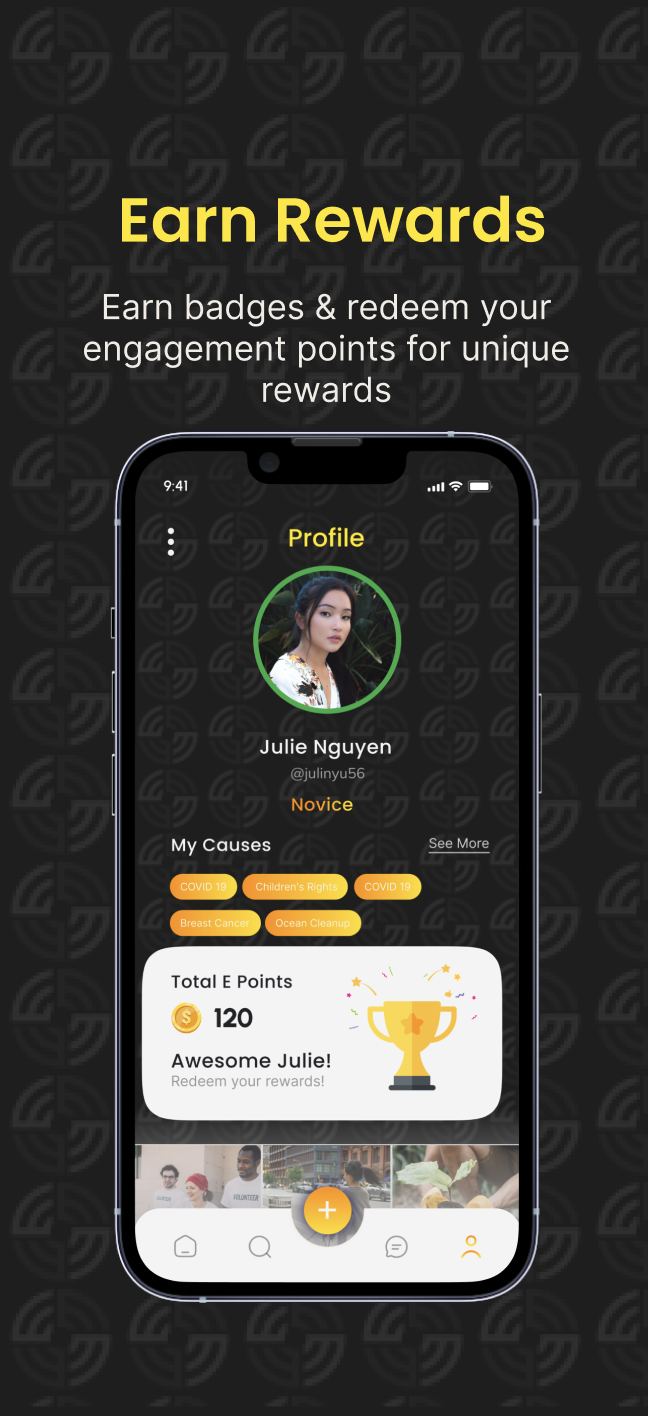 Earn Rewards
Earn badges & redeem your
engagement points for unique
rewards
9:41
Profile
Julie Nguyen
@julinyu56
Novice
My Causes
See More
COVID 19
Children's Rights
COVID 19
Breast Cancer
Ocean Cleanup
Total E Points
$
120
Awesome Julie!
Redeem your rewards!
VOLUNTEER